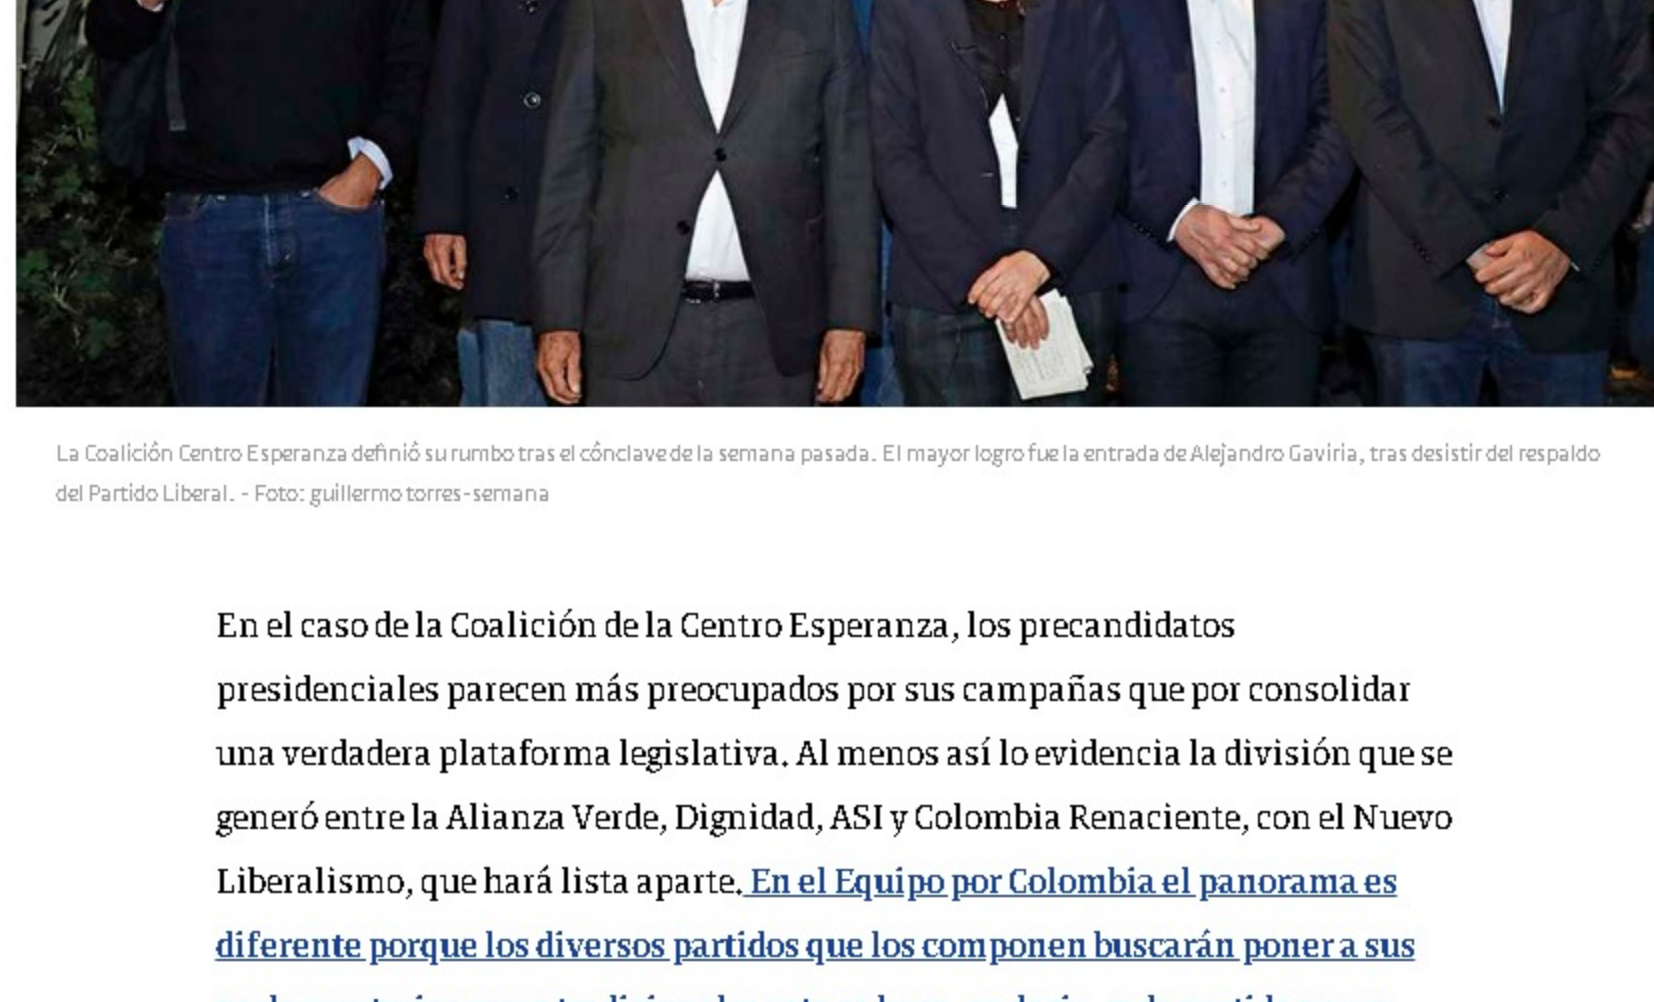 La Coalición Centro Esperanza definió su rumbo tras el cónclave de la semana pasada. El mayor logro fue la entrada de Alejandro Gaviria, tras desistir del respaldo
del Partido Liberal. - Foto: guillermo torres-semana
En el caso de la Coalición de la Centro Esperanza, los precandidatos
presidenciales parecen más preocupados por sus campañas que por consolidar
una verdadera plataforma legislativa. Al menos así lo evidencia la división que se
generó entre la Alianza Verde, Dignidad, ASI y Colombia Renaciente, con el Nuevo
Liberalismo, que hará lista aparte. En el Equipo por Colombia el panorama es
diferente porque los diversos partidos que los componen buscarán poner a sus